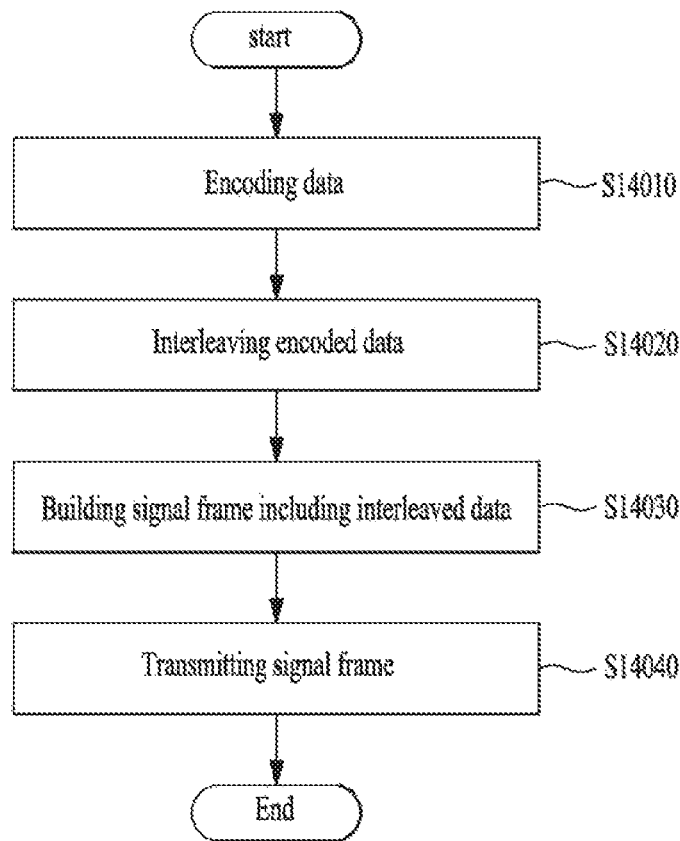 start
Encoding data
S14010
Interleaving encoded data
S14020
Building signal frame including interleaved data
S14030
Transmitting signal frame
S14040
End